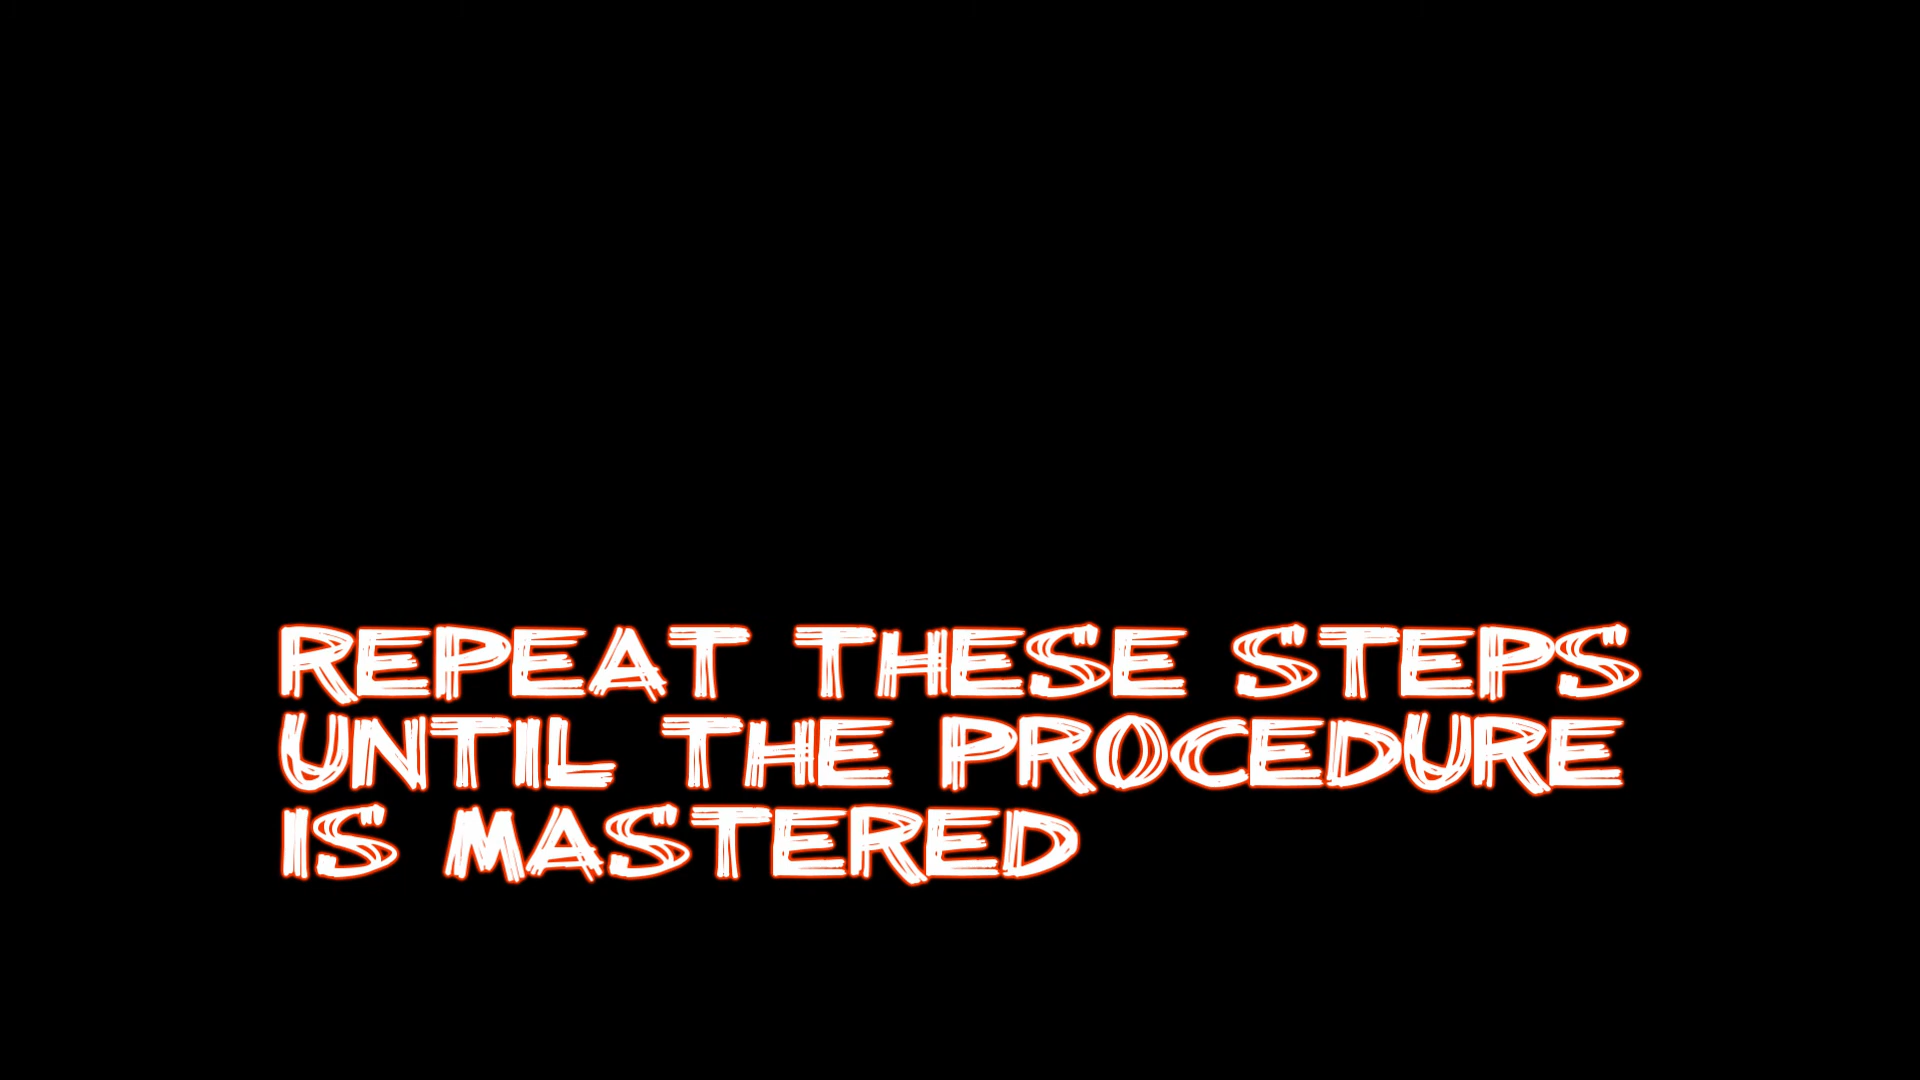 REPEAT THESE STEPS
UNTIL THE PROCEDURE
IS MASTERED